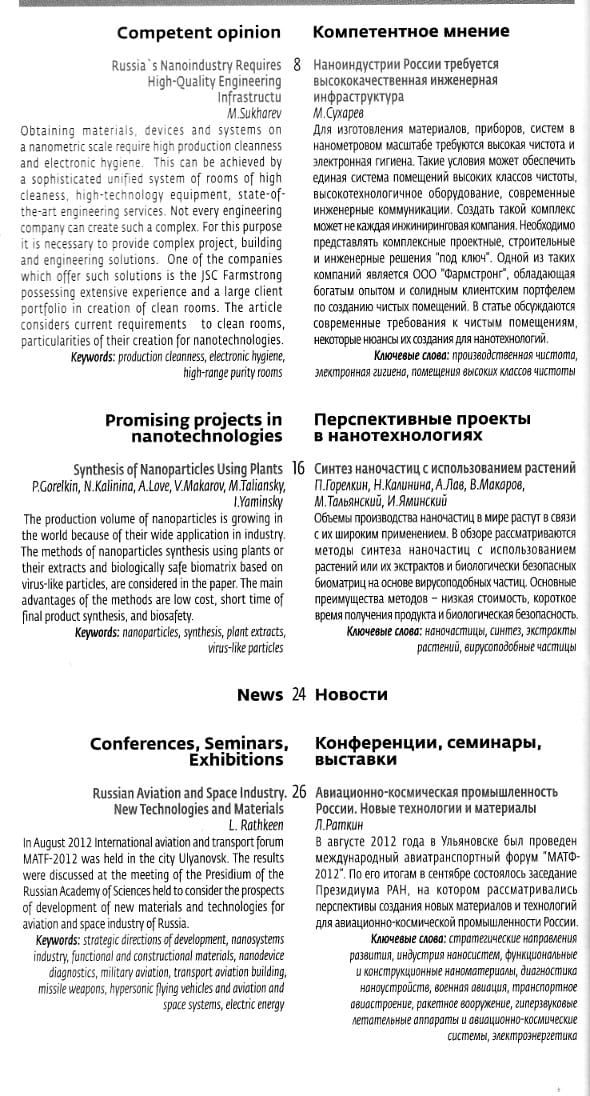 Competent opinion
Russia`s Nanoindustry Requires
High-Quality Engineering
Infrastructu
M.Sukharev
Obtaining materials, devices and systems on
a nanometric scale require high production cleanness
and electronic hygiene. This can be achieved by
a sophisticated unified system of rooms of high
cleaness, high-technology equipment, state-of-
the-art engineering services. Not every engineering
company can create such a complex. For this purpose
it is necessary to provide complex project, building
and engineering solutions. One of the companies
which offer such solutions is the JSC Farmstrong
possessing extensive experience and a large client
portfolio in creation of clean rooms. The article
considers current requirements to clean rooms,
particularities of their creation for nanotechnologies.
Keywords: production cleanness, electronic hygiene,
high-range purity rooms
8
Компетентное мнение
Наноиндустрии России требуется
высококачественная инженерная
инфраструктура
М.Сухарев
Для изготовления материалов, приборов, систем в
нанометровом масштабе требуются высокая чистота и
электронная гигиена. Такие условия может обеспечить
единая система помещений высоких классов чистоты,
высокотехнологичное оборудование, современные
инженерные коммуникации. Создать такой комплекс
может не каждая инжиниринговая компания. Необходимо
представлять комплексные проектные, строительные
и инженерные решения "под ключ". Одной из таких
компаний является ООО "Фармстронг", обладающая
богатым опытом и солидным клиентским портфелем
по созданию чистых помещений. В статье обсуждаются
современные требования к чистым помещениям,
некоторые нюансы их создания для нанотехнологий.
Ключевые слова: производственная чистота,
электронная гигиена, помещения высоких классов чистоты
Promising projects in
nanotechnologies
Synthesis of Nanoparticles Using Plants
P.Gorelkin, N.Kalinina, A.Love, V.Makarov, M.Taliansky,
I.Yaminsky
The production volume of nanoparticles is growing in
the world because of their wide application in industry.
The methods of nanoparticles synthesis using plants or
their extracts and biologically safe biomatrix based on
virus-like particles, are considered in the paper. The main
advantages of the methods are low cost, short time of
final product synthesis, and biosafety.
Keywords: nanoparticles, synthesis, plant extracts,
virus-like particles
16
Перспективные проекты
в нанотехнологиях
Синтез наночастиц с использованием растений
П.Горелкин, Н.Калинина, А.Лав, В.Макаров,
М.Тальянский, И.Яминский
Объемы производства наночастиц в мире растут в связи
с их широким применением. В обзоре рассматриваются
методы синтеза наночастиц с использованием
растений или их экстрактов и биологически безопасных
биоматриц на основе вирусоподобных частиц. Основные
преимущества методов – низкая стоимость, короткое
время получения продукта и биологическая безопасность.
Ключевые слова: наночастицы, синтез, экстракты
растений, вирусоподобные частицы
News 24 Новости
Conferences, Seminars,
Exhibitions
Russian Aviation and Space Industry.
New Technologies and Materials
L. Rathkeen
In August 2012 International aviation and transport forum
MATF-2012 was held in the city Ulyanovsk. The results
were discussed at the meeting of the Presidium of the
Russian Academy of Sciences held to consider the prospects
of development of new materials and technologies for
aviation and space industry of Russia.
Keywords: strategic directions of development, nanosystems
industry, functional and constructional materials, nanodevice
diagnostics, military aviation, transport aviation building,
missile weapons, hypersonic flying vehicles and aviation and
space systems, electric energy
26
Конференции, семинары,
выставки
Авиационно-космическая промышленность
России. Новые технологии и материалы
Л.Раткин
В августе 2012 года в Ульяновске был проведен
международный авиатранспортный форум "МАТФ-
2012". По его итогам в сентябре состоялось заседание
Президиума РАН, на котором рассматривались
перспективы создания новых материалов и технологий
для авиационно-космической промышленности России.
Ключевые слова: стратегические направления
развития, индустрия наносистем, функциональные
и конструкционные наноматериалы, диагностика
наноустройств, военная авиация, транспортное
авиастроение, ракетное вооружение, гиперзвуковые
летательные аппараты и авиационно-космические
системы, электроэнергетика